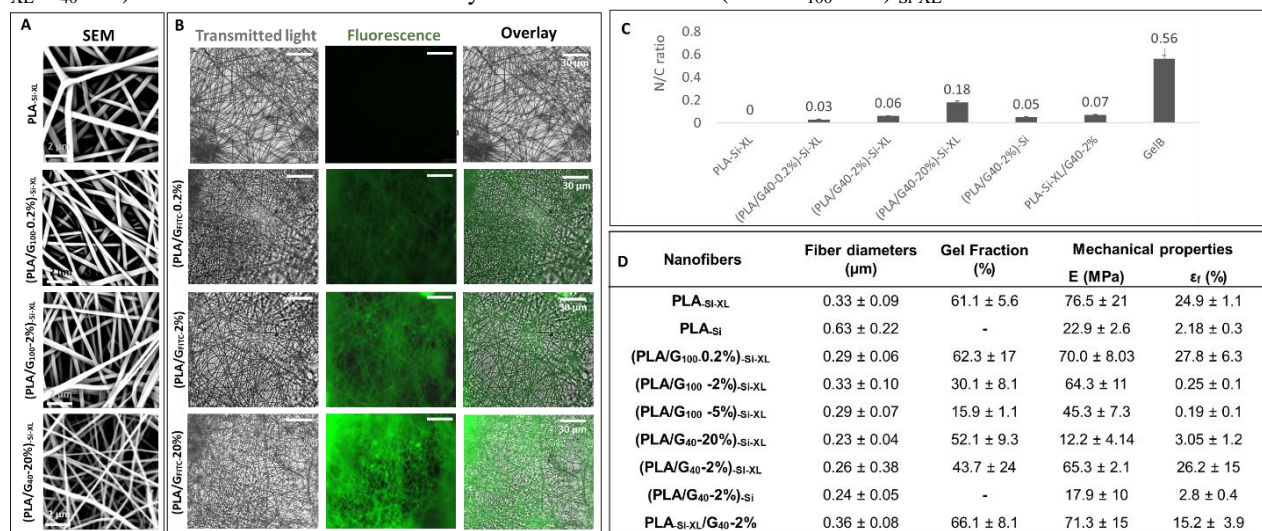 A
SEM
PLA-Si-XL
2 µm
(PLA/G100-0.2%)-Si-XL
2 µm
(PLA/G100-2%)-Si-XL
2 µm
(PLA/G40-20%)-Si-XL
2 µm
B
Transmitted light Fluorescence Overlay
(PLA/GFITC-0.2%)
30 µm
(PLA/GFITC-2%)
30 µm
(PLA/GFITC-20%)
30 µm
C
N/C ratio
0.8
0.6
0.4
0.2
0
0 0.03 0.06 0.18 0.05 0.07 0.56
PLA-Si-XL
(PLA/G40-0.2%)-Si-XL
(PLA/G40-2%)-Si-XL
(PLA/G40-20%)-Si-XL
(PLA/G40-2%)-Si
PLA-Si-XL/G40-2%
GelB
D Nanofibers Fiber diameters (µm) Gel Fraction (%) Mechanical properties
E (MPa) εf (%)
PLA-Si-XL 0.33 ± 0.09 61.1 ± 5.6 76.5 ± 21 24.9 ± 1.1
PLA-Si 0.63 ± 0.22 - 22.9 ± 2.6 2.18 ± 0.3
(PLA/G100-0.2%)-Si-XL 0.29 ± 0.06 62.3 ± 17 70.0 ± 8.03 27.8 ± 6.3
(PLA/G100 -2%)-Si-XL 0.33 ± 0.10 30.1 ± 8.1 64.3 ± 11 0.25 ± 0.1
(PLA/G100 -5%)-Si-XL 0.29 ± 0.07 15.9 ± 1.1 45.3 ± 7.3 0.19 ± 0.1
(PLA/G40-20%)-Si-XL 0.23 ± 0.04 52.1 ± 9.3 12.2 ± 4.14 3.05 ± 1.2
(PLA/G40-2%)-Si-XL 0.26 ± 0.38 43.7 ± 24 65.3 ± 2.1 26.2 ± 15
(PLA/G40-2%)-Si 0.24 ± 0.05 - 17.9 ± 10 2.8 ± 0.4
PLA-Si-XL/G40-2% 0.36 ± 0.08 66.1 ± 8.1 71.3 ± 15 15.2 ± 3.9